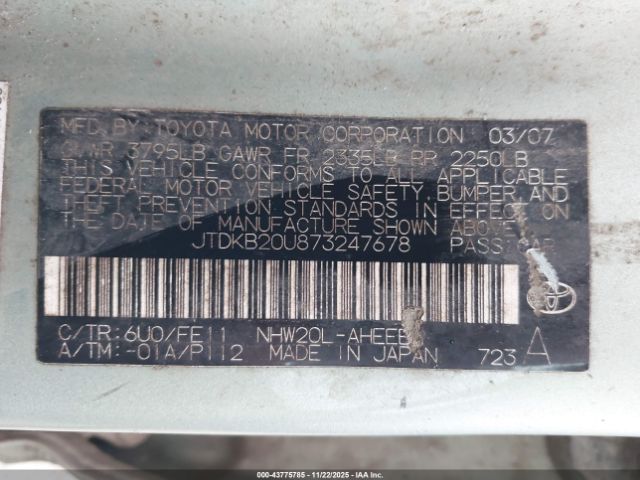 MFD. BY: TOYOTA MOTOR CORPORATION 03/07
GVWR 3795LB GAWR FR 2335LB RR 2250LB
THIS VEHICLE CONFORMS TO ALL APPLICABLE
FEDERAL MOTOR VEHICLE SAFETY, BUMPER, AND
THEFT PREVENTION STANDARDS IN EFFECT ON
THE DATE OF MANUFACTURE SHOWN ABOVE.
JTDKB20U873247678 PASS. CAR
C/TR: 6U0/FE11 NHW20L-AHEEB
A/TM: -01A/P112 MADE IN JAPAN 723 A
000-43775785 - 11/22/2025 - Copyright © IAA, Inc.